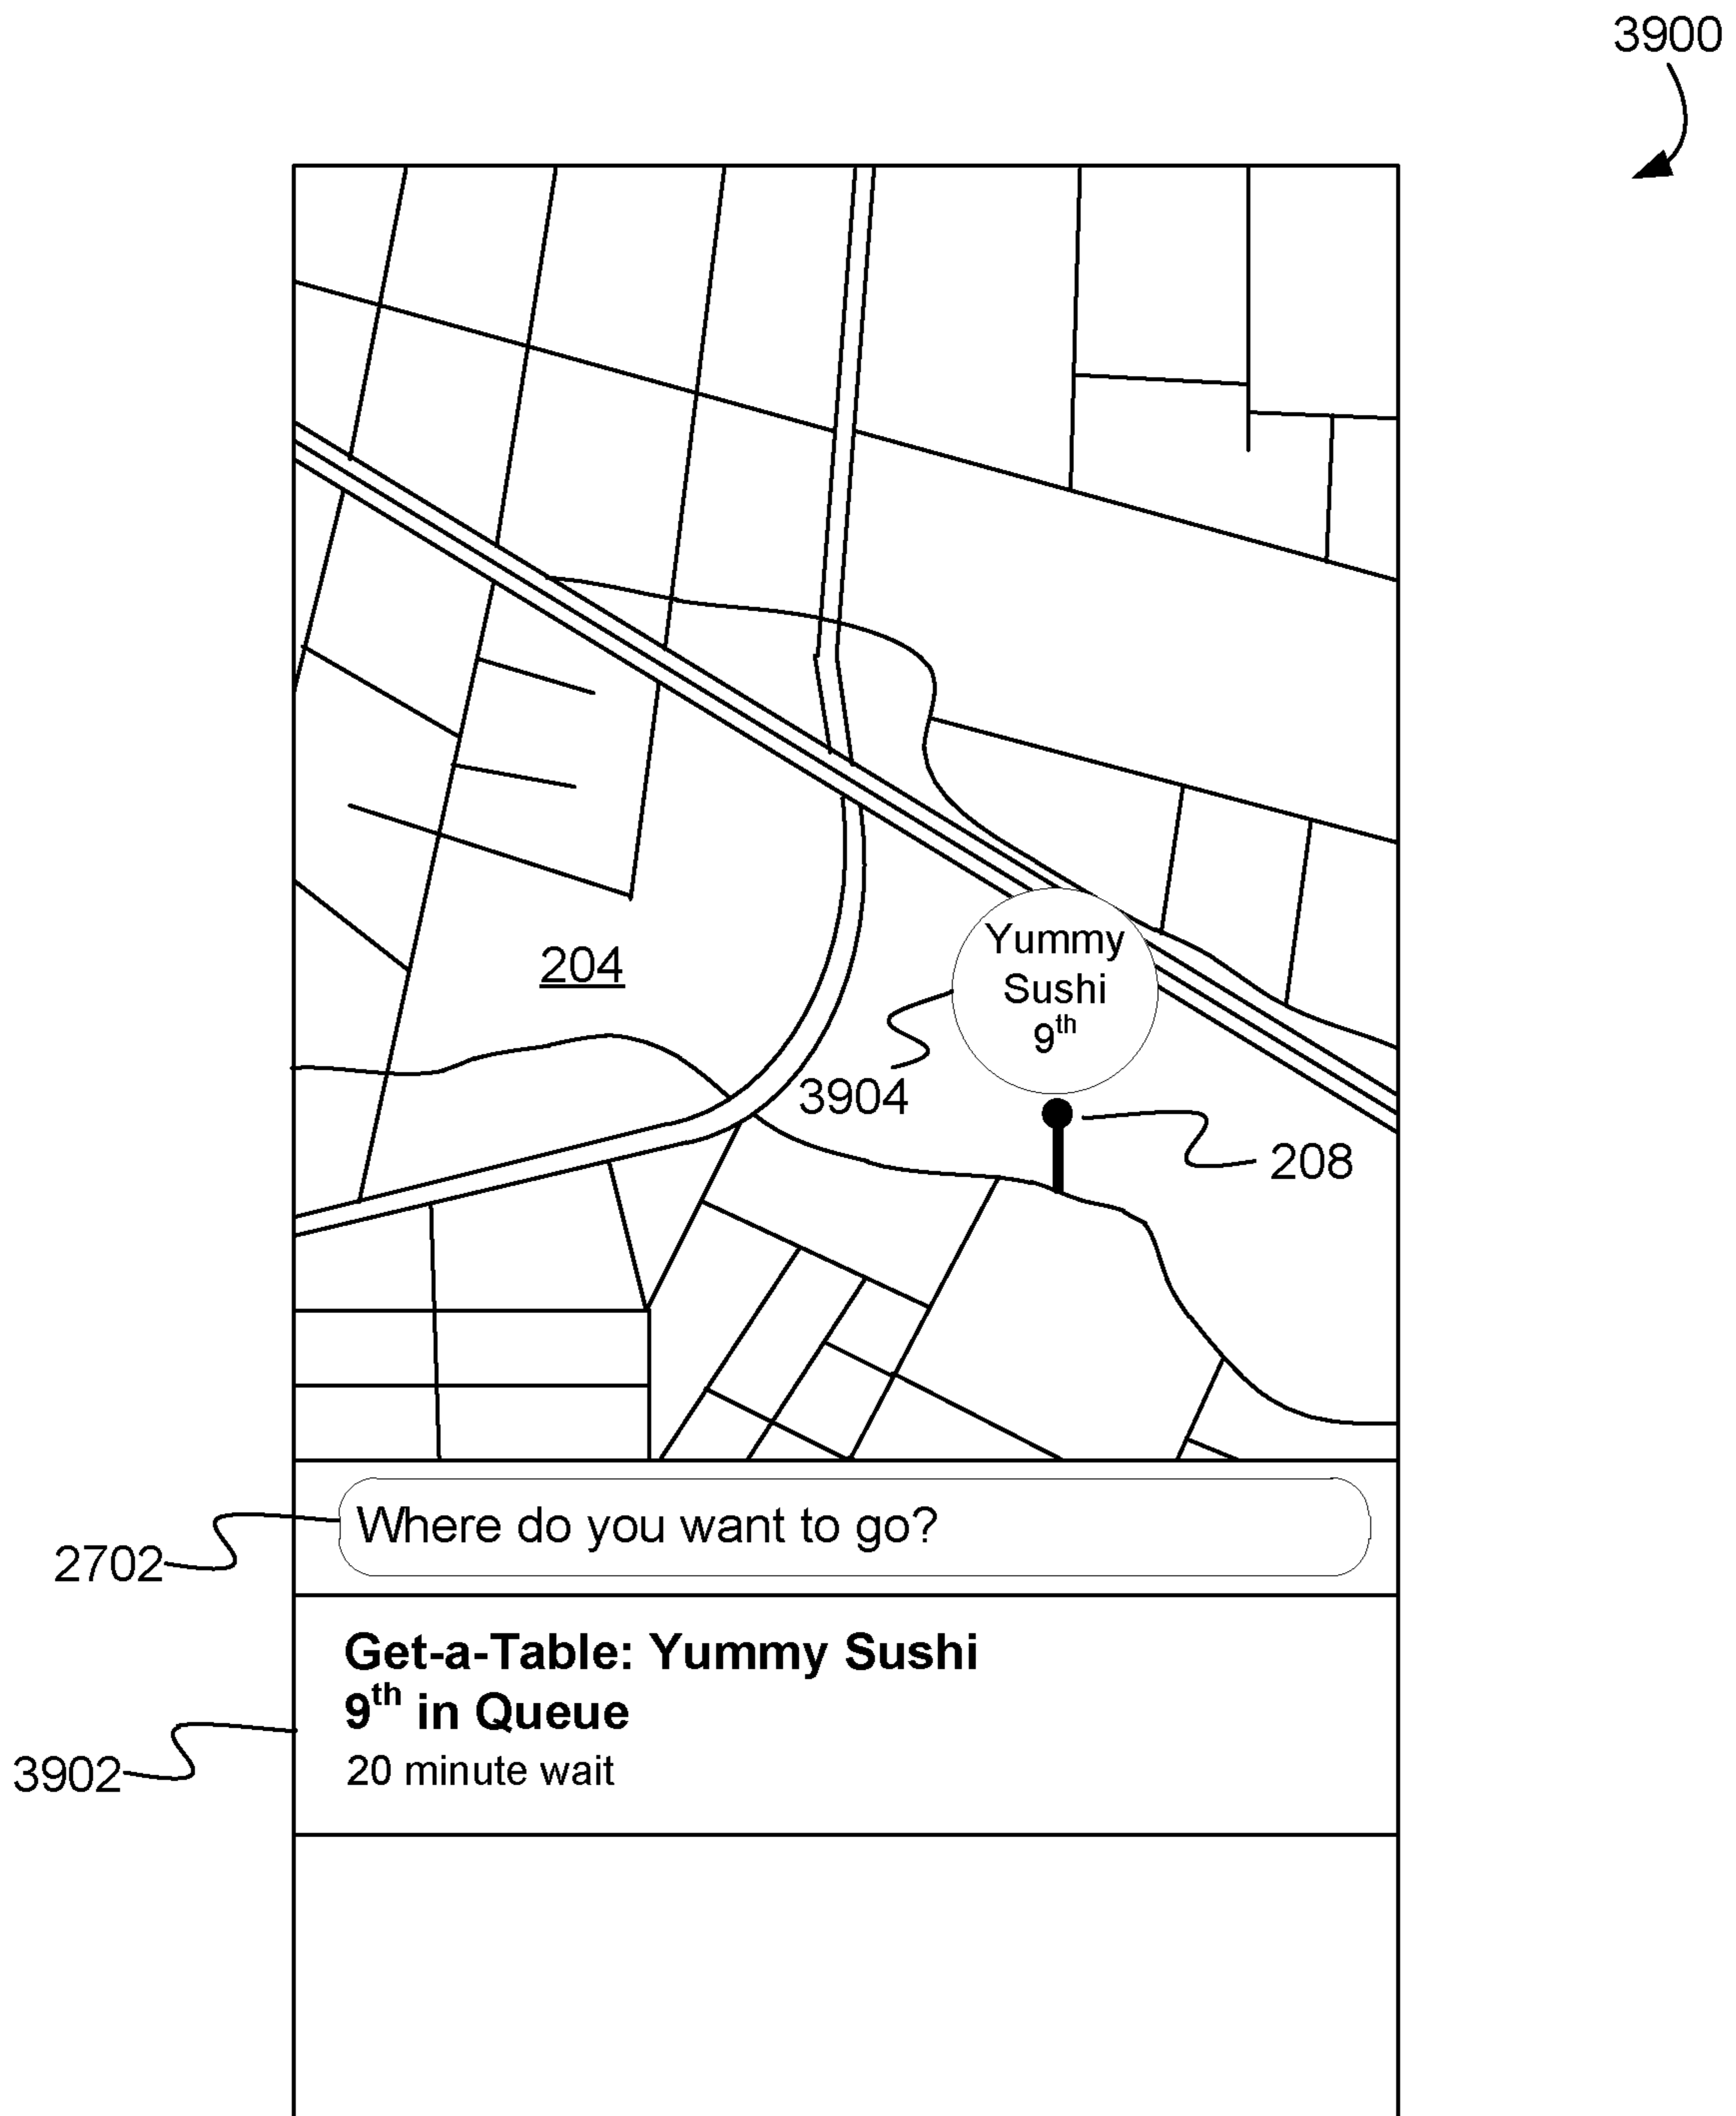 3900
204
Yummy
Sushi
9th
3904
208
Where do you want to go?
2702
Get-a-Table: Yummy Sushi
9th in Queue
20 minute wait
3902